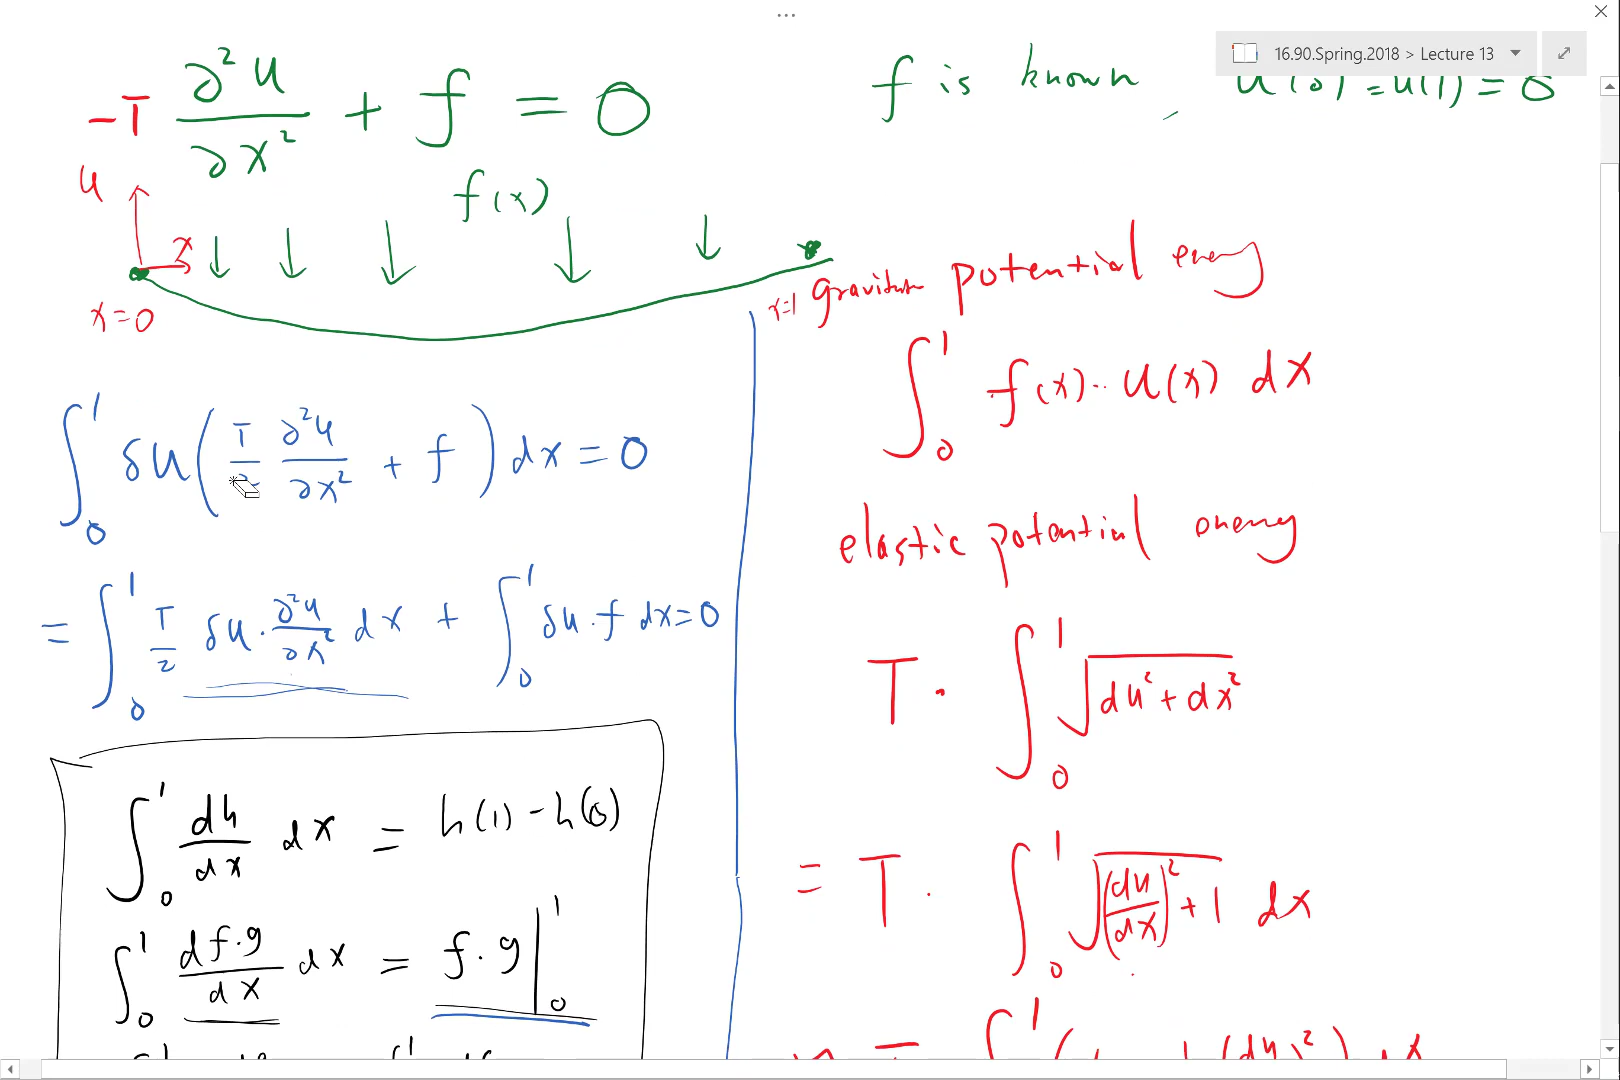 16.90.Spring.2018 > Lecture 13
-T ∂²u/∂x² + f = 0
f is known, u(0) = u(1) = 0
u
f(x)
x
x=0
x=1
gravitum potential energy
∫₀¹ f(x)·u(x) dx
∫₀¹ δu(T/2 ∂²u/∂x² + f) dx = 0
elastic potential energy
= ∫₀¹ T/2 δu·∂²u/∂x² dx + ∫₀¹ δu·f dx = 0
T· ∫₀¹ √(du² + dx²)
∫₀¹ dh/dx dx = h(1) - h(0)
= T· ∫₀¹ √((du/dx)² + 1) dx
∫₀¹ df·g/dx dx = f·g|₀¹